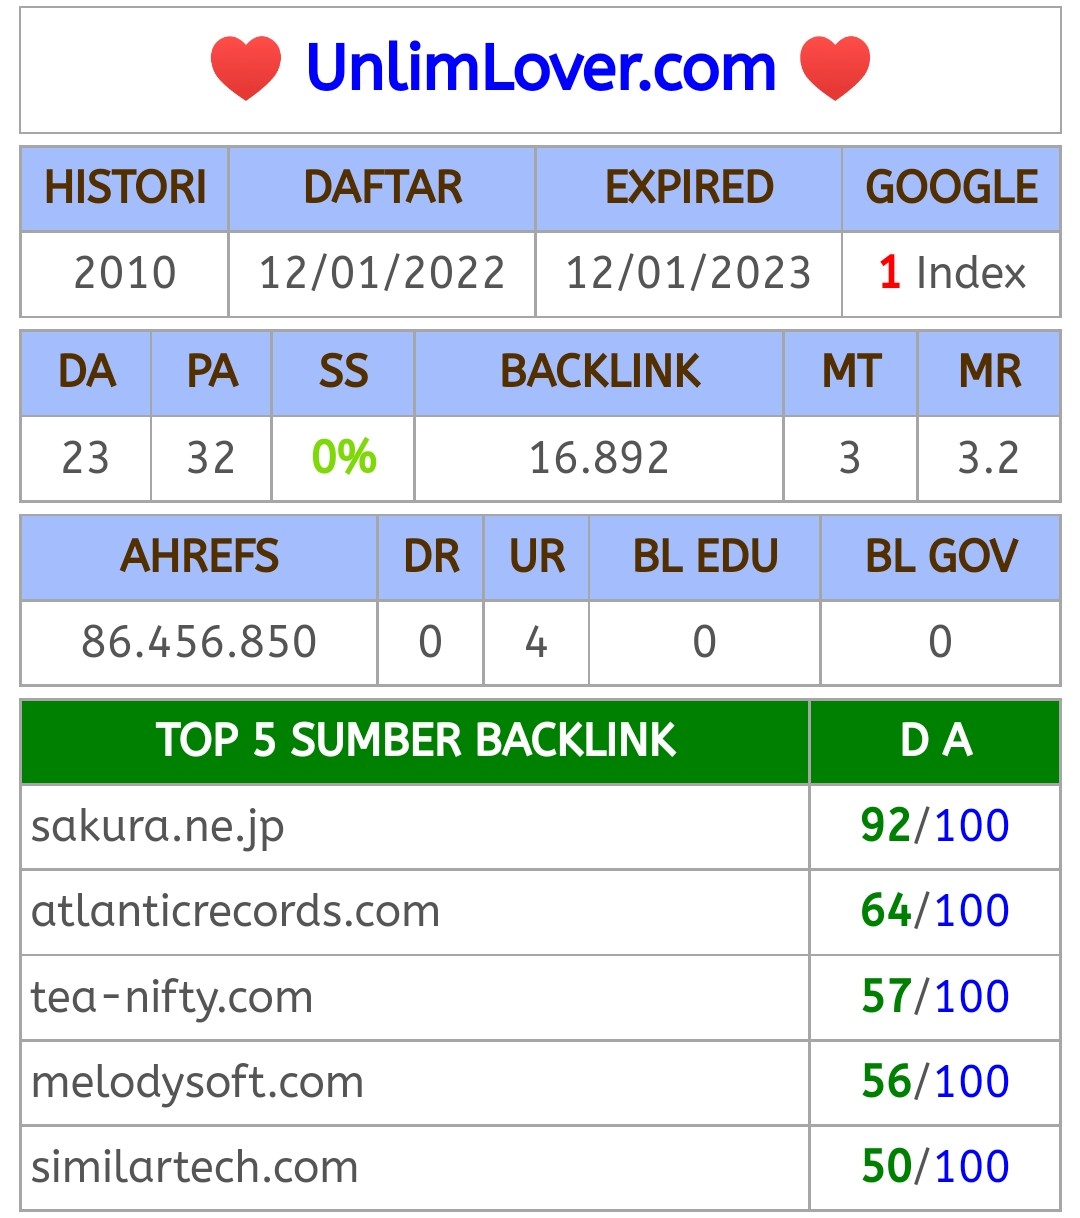 UnlimLover.com
HISTORI DAFTAR EXPIRED GOOGLE
2010 12/01/2022 12/01/2023 1 Index
DA PA SS BACKLINK MT MR
23 32 0% 16.892 3 3.2
AHREFS DR UR BL EDU BL GOV
86.456.850 0 4 0 0
TOP 5 SUMBER BACKLINK D A
sakura.ne.jp 92/100
atlanticrecords.com 64/100
tea-nifty.com 57/100
melodysoft.com 56/100
similartech.com 50/100